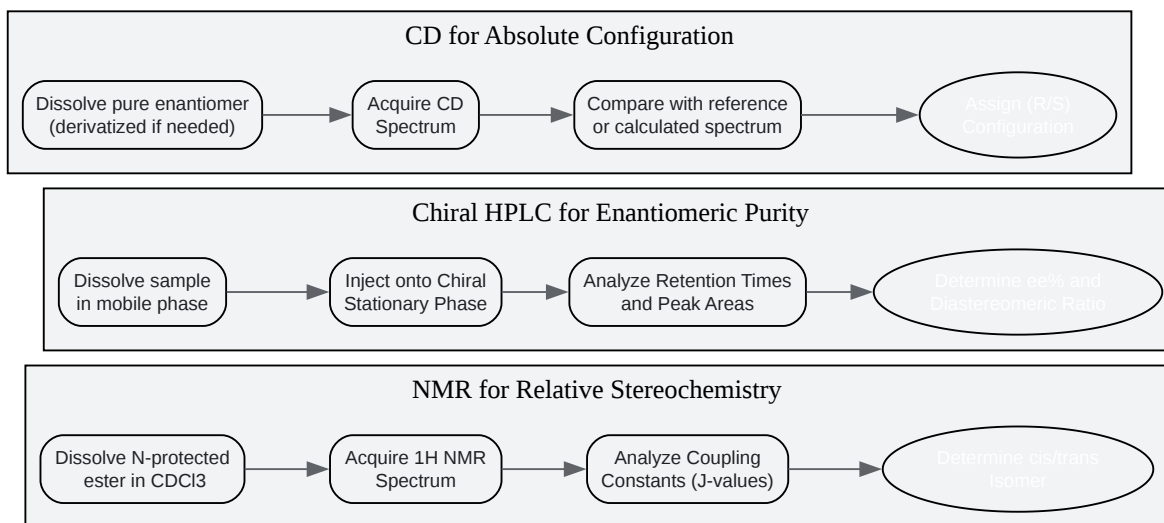 CD for Absolute Configuration
Dissolve pure enantiomer
(derivatized if needed)
Acquire CD
Spectrum
Compare with reference
or calculated spectrum
Assign (R/S)
Configuration
Chiral HPLC for Enantiomeric Purity
Dissolve sample
in mobile phase
Inject onto Chiral
Stationary Phase
Analyze Retention Times
and Peak Areas
Determine ee% and
Diastereomeric Ratio
NMR for Relative Stereochemistry
Dissolve N-protected
ester in CDCl3
Acquire 1H NMR
Spectrum
Analyze Coupling
Constants (J-values)
Determine cis/trans
Isomer